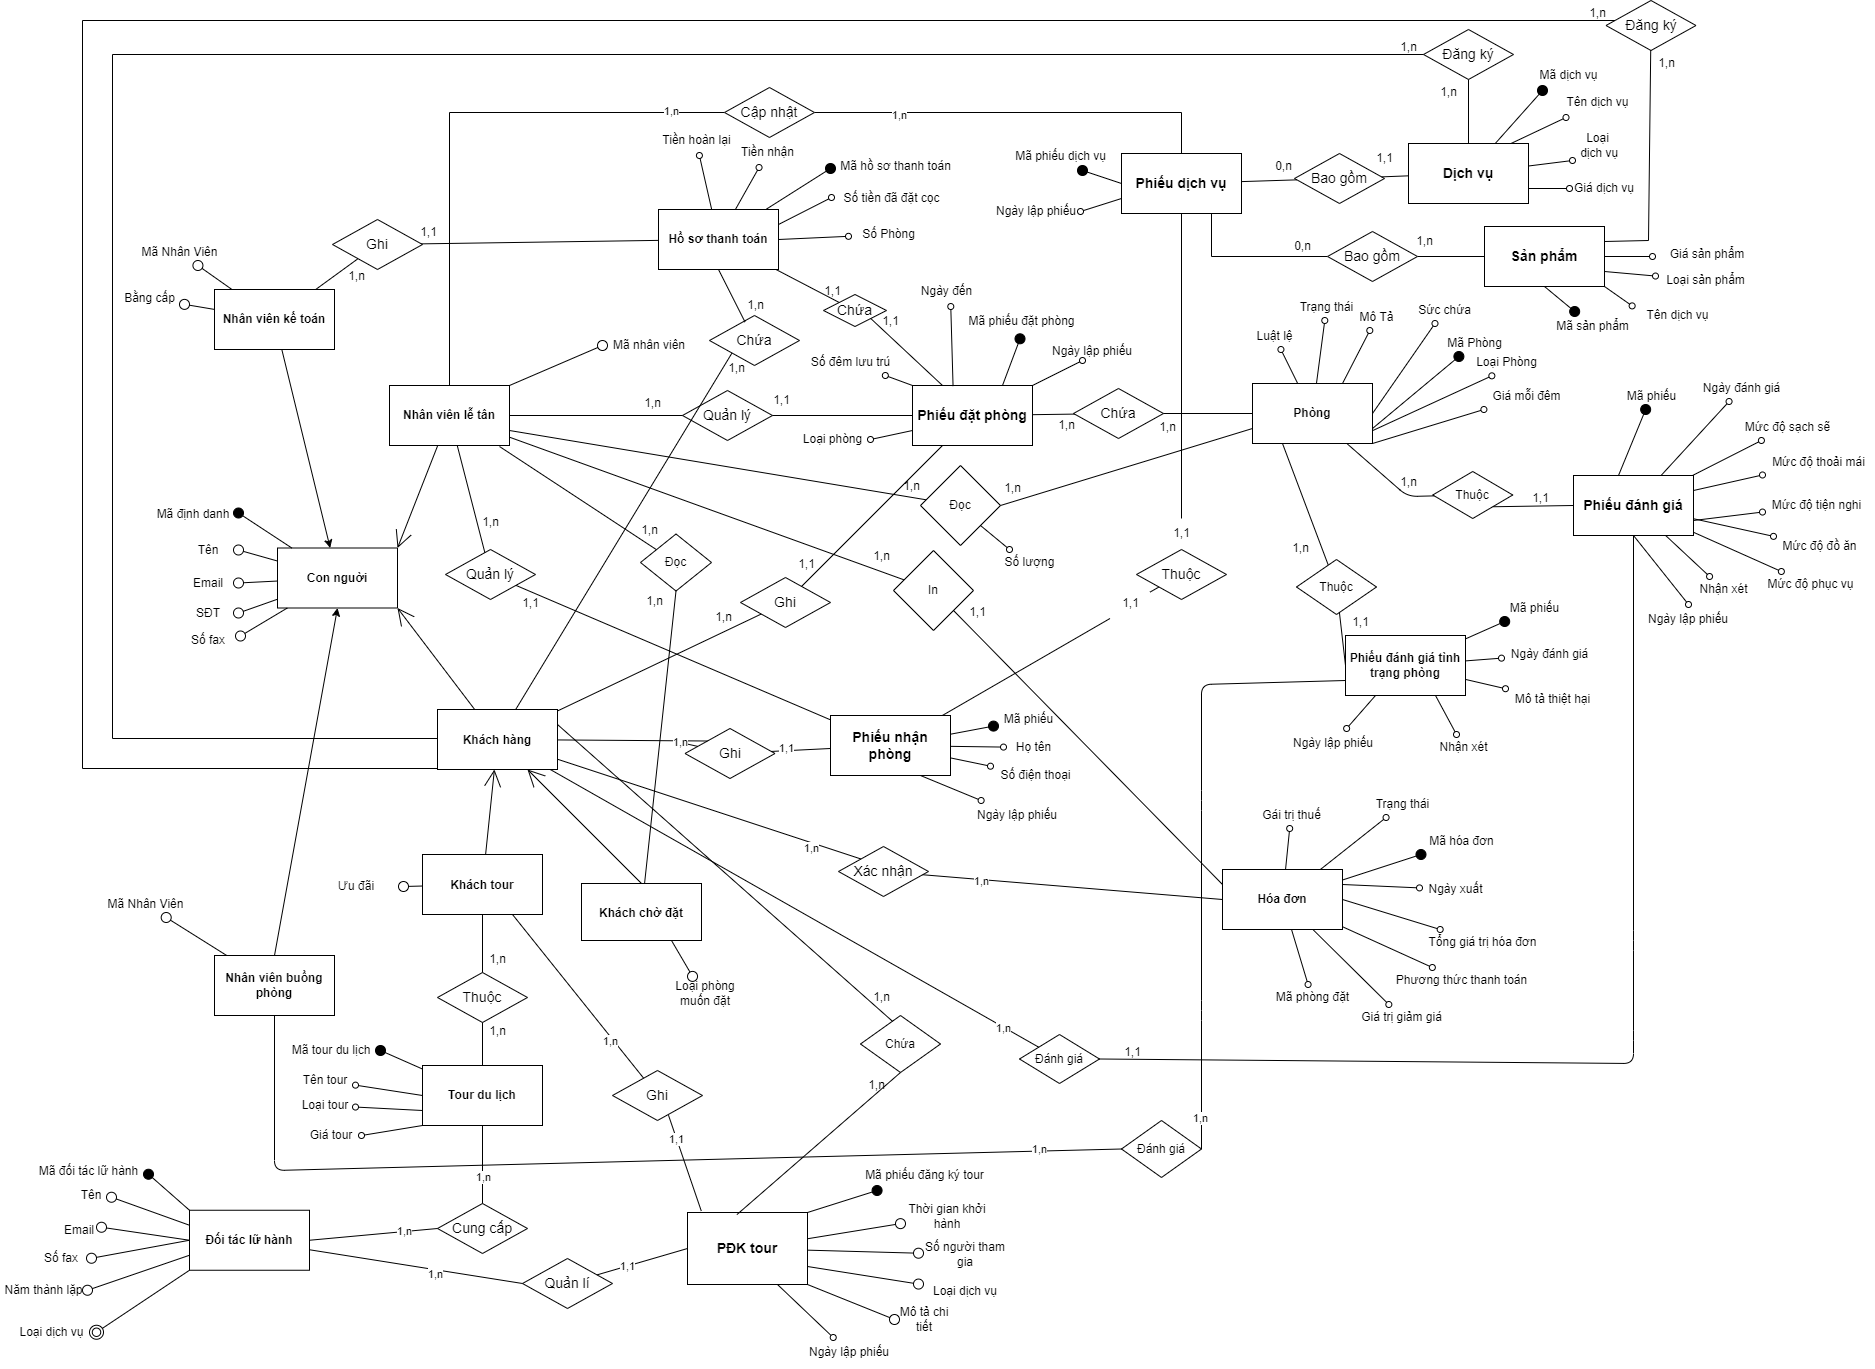 1,n
Đăng ký
1,n
1,n
Đăng ký
1,n
Mã dịch vụ
Tên dịch vụ
Loại
dịch vụ
Giá dịch vụ
1,n
Cập nhật
1,n
Tiền hoàn lại
Tiền nhận
Mã hồ sơ thanh toán
Số tiền đã đặt cọc
Số Phòng
Mã phiếu dịch vụ
Ngày lập phiếu
Phiếu dịch vụ
0,n
Bao gồm
1,1
Dịch vụ
0,n
Bao gồm
1,n
Sản phẩm
Giá sản phẩm
Loại sản phẩm
Tên dịch vụ
Mã sản phẩm
Ghi
1,1
1,n
Hồ sơ thanh toán
Mã Nhân Viên
Bằng cấp
Nhân viên kế toán
1,n
Chứa
1,n
1,1
Chứa
1,1
Ngày đến
Mã phiếu đặt phòng
Số đêm lưu trú
Ngày lập phiếu
Loại phòng
Luật lệ
Trạng thái
Mô Tả
Sức chứa
Mã Phòng
Loại Phòng
Giá mỗi đêm
Mã nhân viên
Nhân viên lễ tân
1,n
Quản lý
1,1
Phiếu đặt phòng
1,n
Chứa
1,n
Phòng
Mã phiếu
Ngày đánh giá
Mức độ sạch sẽ
Mức độ thoải mái
Mức độ tiện nghi
Mức độ đồ ăn
Mức độ phục vụ
Nhận xét
Ngày lập phiếu
1,n
Thuộc
1,1
Phiếu đánh giá
1,n
Đọc
1,n
Số lượng
Mã định danh
Tên
Email
SĐT
Số fax
Con người
1,n
Quản lý
1,1
1,n
Đọc
1,n
1,1
Ghi
1,n
1,n
In
1,1
1,1
Thuộc
1,1
1,n
Thuộc
1,1
Phiếu đánh giá tình
trạng phòng
Mã phiếu
Ngày đánh giá
Mô tả thiệt hại
Ngày lập phiếu
Nhận xét
Khách hàng
1,n
Ghi
1,1
Phiếu nhận
phòng
Mã phiếu
Họ tên
Số điện thoại
Ngày lập phiếu
Gái trị thuế
Trạng thái
Mã hóa đơn
Ngày xuất
Tổng giá trị hóa đơn
Phương thức thanh toán
Giá trị giảm giá
Mã phòng đặt
1,n
Xác nhận
1,n
Hóa đơn
Ưu đãi
Khách tour
Khách chờ đặt
Loại phòng
muốn đặt
Mã Nhân Viên
Nhân viên buồng
phòng
1,n
Thuộc
1,n
1,n
Chứa
1,n
1,n
Đánh giá
1,1
1,n
Ghi
1,1
Mã tour du lịch
Tên tour
Loại tour
Giá tour
Tour du lịch
1,n
Đánh giá
1,n
Mã đối tác lữ hành
Tên
Email
Số fax
Năm thành lập
Loại dịch vụ
Đối tác lữ hành
1,n
Cung cấp
1,n
1,n
Quản lí
1,1
PĐK tour
Mã phiếu đăng ký tour
Thời gian khởi
hành
Số người tham
gia
Loại dịch vụ
Mô tả chi
tiết
Ngày lập phiếu